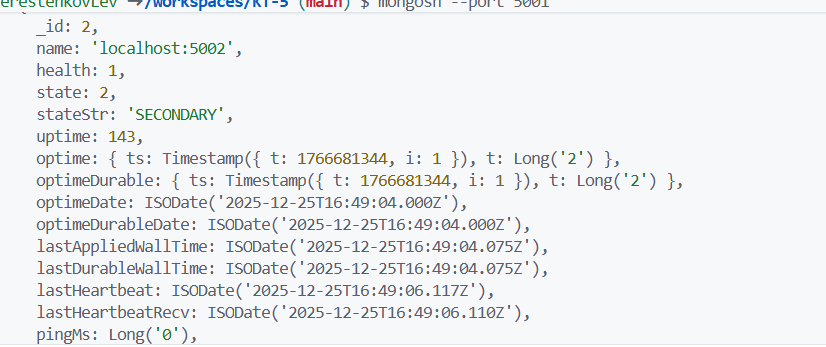 erestenkovLev →/workspaces/KT-5 (main) $ mongosh --port 5001
_id: 2,
name: 'localhost:5002',
health: 1,
state: 2,
stateStr: 'SECONDARY',
uptime: 143,
optime: { ts: Timestamp({ t: 1766681344, i: 1 }), t: Long('2') },
optimeDurable: { ts: Timestamp({ t: 1766681344, i: 1 }), t: Long('2') },
optimeDate: ISODate('2025-12-25T16:49:04.000Z'),
optimeDurableDate: ISODate('2025-12-25T16:49:04.000Z'),
lastAppliedWallTime: ISODate('2025-12-25T16:49:04.075Z'),
lastDurableWallTime: ISODate('2025-12-25T16:49:04.075Z'),
lastHeartbeat: ISODate('2025-12-25T16:49:06.117Z'),
lastHeartbeatRecv: ISODate('2025-12-25T16:49:06.110Z'),
pingMs: Long('0'),